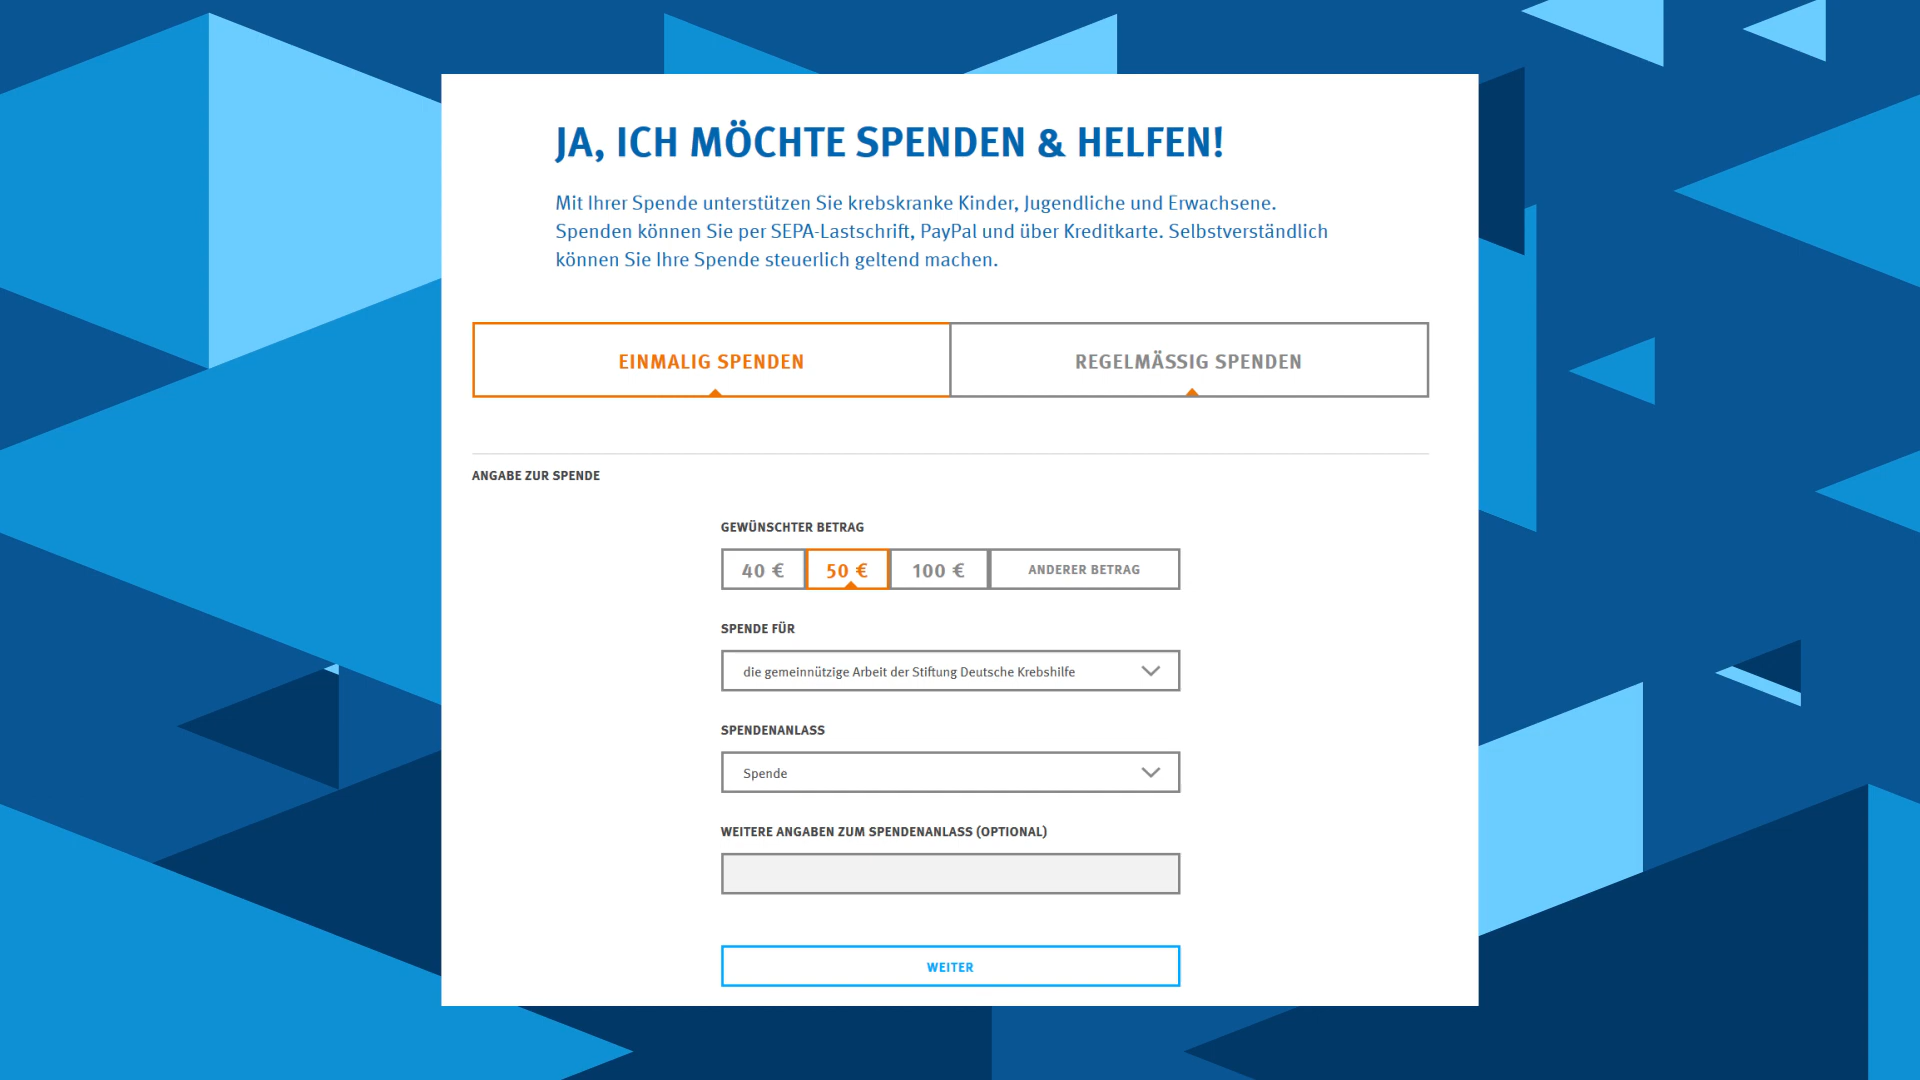 JA, ICH MÖCHTE SPENDEN & HELFEN!
Mit Ihrer Spende unterstützen Sie krebskranke Kinder, Jugendliche und Erwachsene.
Spenden können Sie per SEPA-Lastschrift, PayPal und über Kreditkarte. Selbstverständlich
können Sie Ihre Spende steuerlich geltend machen.
EINMALIG SPENDEN
REGELMÄSSIG SPENDEN
ANGABE ZUR SPENDE
GEWÜNSCHTER BETRAG
40 € 50 € 100 € ANDERER BETRAG
SPENDE FÜR
die gemeinnützige Arbeit der Stiftung Deutsche Krebshilfe
SPENDENANLASS
Spende
WEITERE ANGABEN ZUM SPENDENANLASS (OPTIONAL)
WEITER